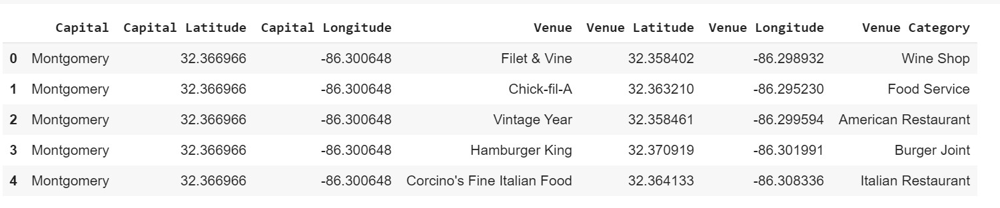 Capital Capital Latitude Capital Longitude Venue Venue Latitude Venue Longitude Venue Category
0 Montgomery 32.366966 -86.300648 Filet & Vine 32.358402 -86.298932 Wine Shop
1 Montgomery 32.366966 -86.300648 Chick-fil-A 32.363210 -86.295230 Food Service
2 Montgomery 32.366966 -86.300648 Vintage Year 32.358461 -86.299594 American Restaurant
3 Montgomery 32.366966 -86.300648 Hamburger King 32.370919 -86.301991 Burger Joint
4 Montgomery 32.366966 -86.300648 Corcino's Fine Italian Food 32.364133 -86.308336 Italian Restaurant